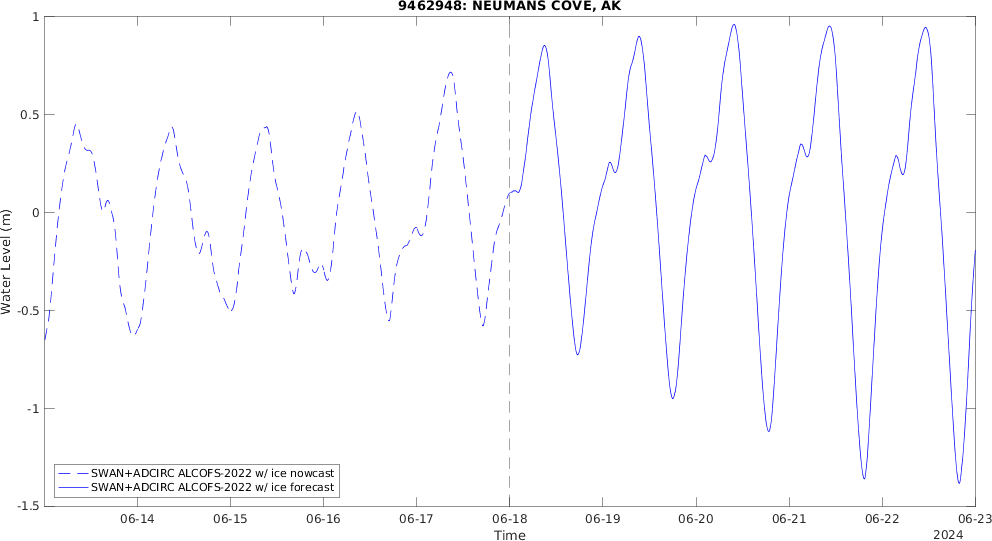 9462948: NEUMANS COVE, AK
Water Level (m)
1
0.5
0
-0.5
-1
-1.5
SWAN+ADCIRC ALCOFS-2022 w/ ice nowcast
SWAN+ADCIRC ALCOFS-2022 w/ ice forecast
06-14 06-15 06-16 06-17 06-18 06-19 06-20 06-21 06-22 06-23
Time
2024